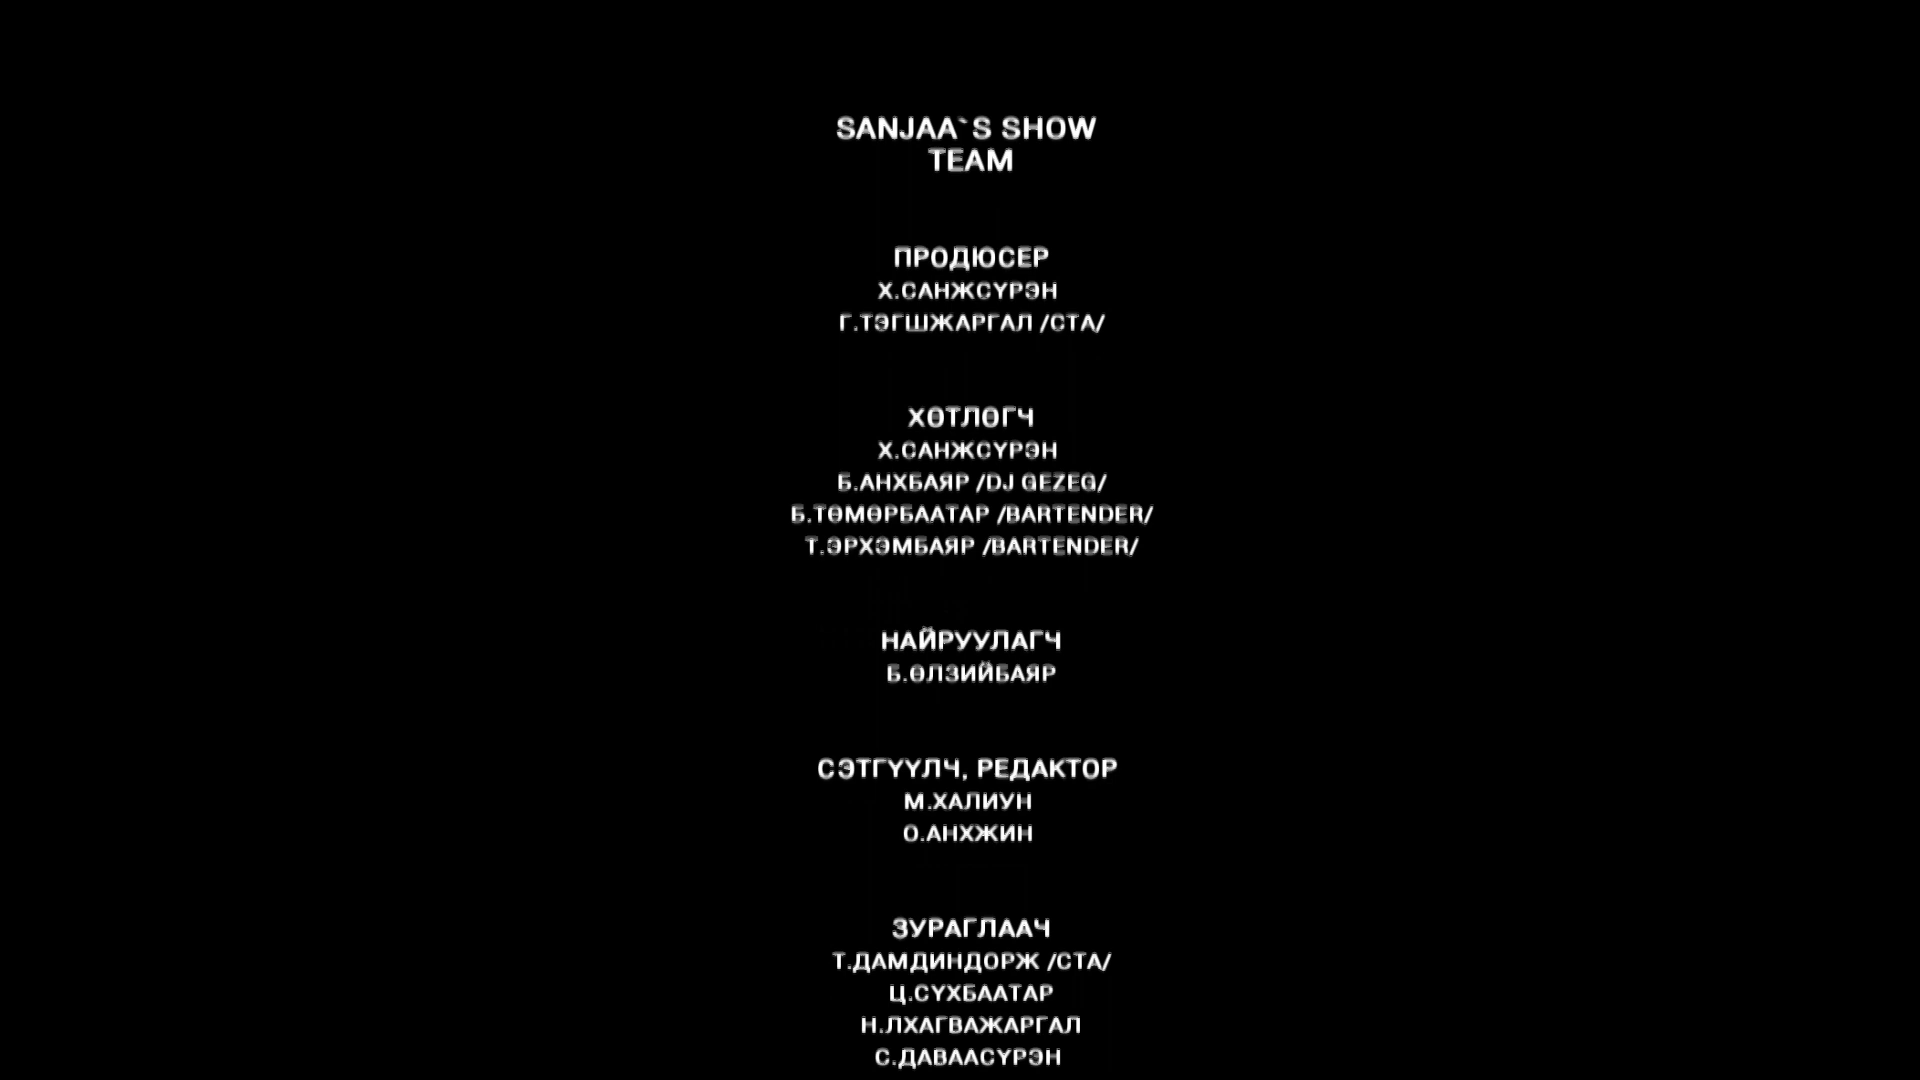 SANJAA`S SHOW
TEAM
ПРОДЮСЕР
Х.САНЖСҮРЭН
Г.ТЭГШЖАРГАЛ /СТА/
ХӨТЛӨГЧ
Х.САНЖСҮРЭН
Б.АНХБАЯР /DJ GEZEG/
Б.ТӨМӨРБААТАР /BARTENDER/
Т.ЭРХЭМБАЯР /BARTENDER/
НАЙРУУЛАГЧ
Б.ӨЛЗИЙБАЯР
СЭТГҮҮЛЧ, РЕДАКТОР
М.ХАЛИУН
О.АНХЖИН
ЗУРАГЛААЧ
Т.ДАМДИНДОРЖ /СТА/
Ц.СҮХБААТАР
Н.ЛХАГВАЖАРГАЛ
С.ДАВААСҮРЭН